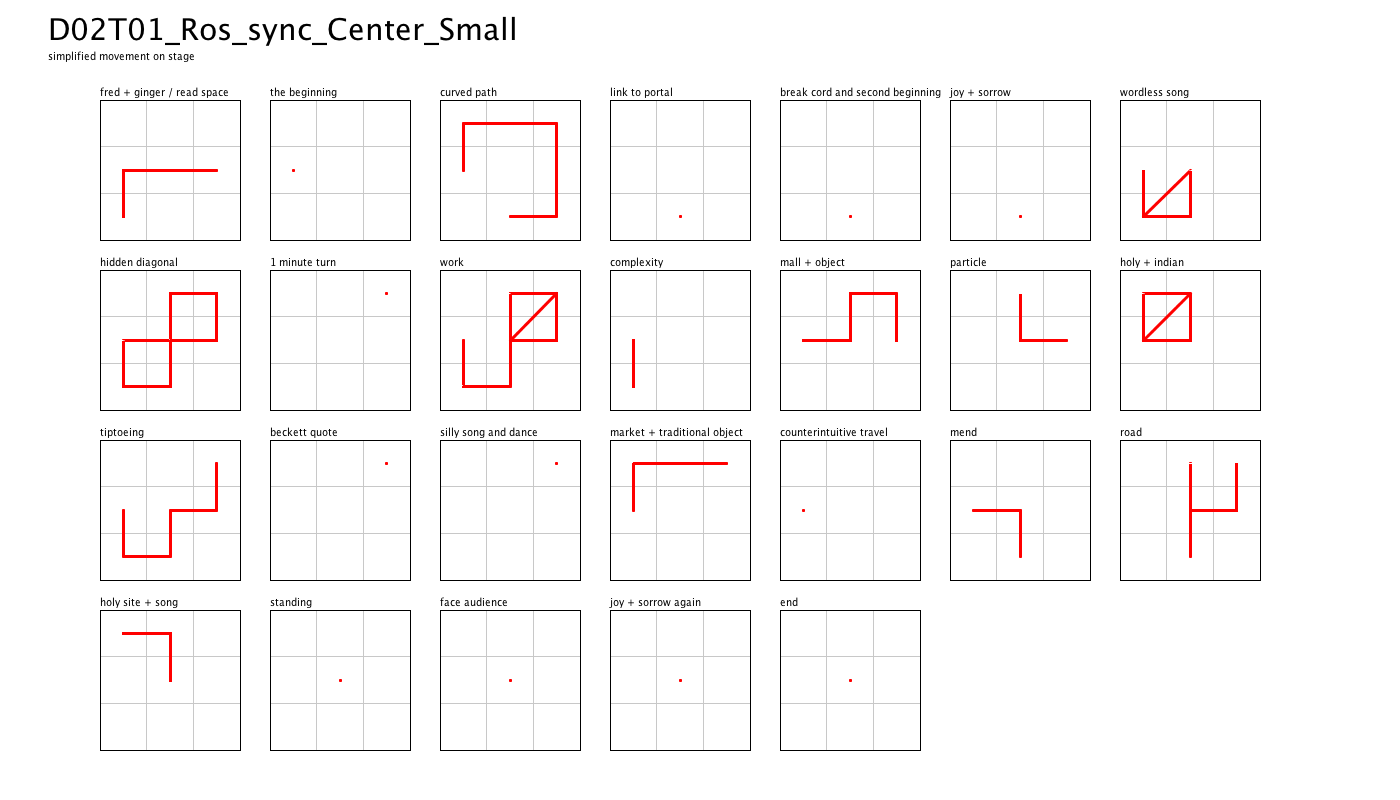 D02T01_Ros_sync_Center_Small
simplified movement on stage
fred + ginger / read space
the beginning
curved path
link to portal
break cord and second beginning
joy + sorrow
wordless song
hidden diagonal
1 minute turn
work
complexity
mall + object
particle
holy + indian
tiptoeing
beckett quote
silly song and dance
market + traditional object
counterintuitive travel
mend
road
holy site + song
standing
face audience
joy + sorrow again
end